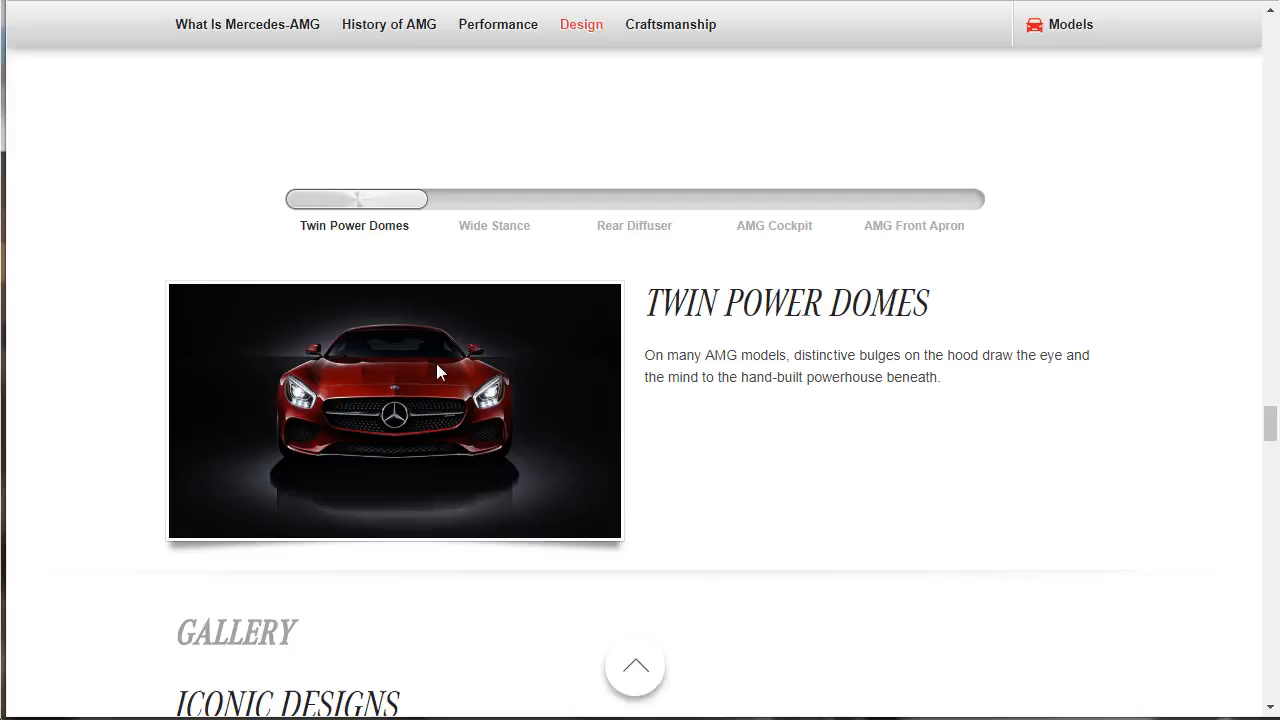 What Is Mercedes-AMG History of AMG Performance Design Craftsmanship Models
Twin Power Domes Wide Stance Rear Diffuser AMG Cockpit AMG Front Apron
TWIN POWER DOMES
On many AMG models, distinctive bulges on the hood draw the eye and
the mind to the hand-built powerhouse beneath.
GALLERY
ICONIC DESIGNS